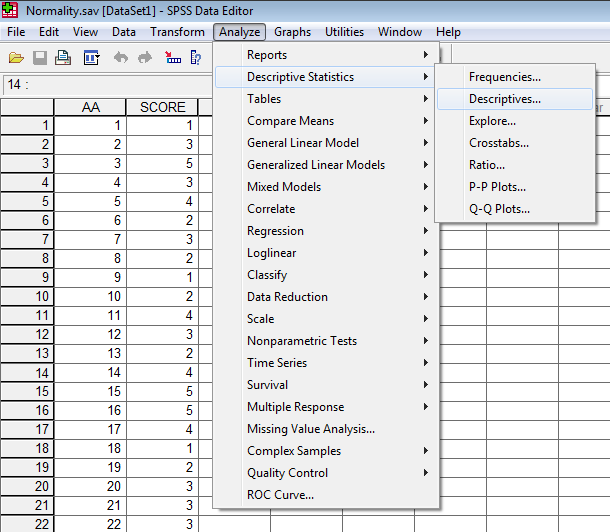 Normality.sav [DataSet1] - SPSS Data Editor
File Edit View Data Transform Analyze Graphs Utilities Window Help
14 :
AA SCORE
1 1 1
2 2 3
3 3 5
4 4 3
5 5 4
6 6 2
7 7 3
8 8 2
9 9 1
10 10 2
11 11 4
12 12 3
13 13 2
14 14 4
15 15 5
16 16 5
17 17 4
18 18 1
19 19 2
20 20 3
21 21 3
22 22 3
Reports
Descriptive Statistics
Tables
Compare Means
General Linear Model
Generalized Linear Models
Mixed Models
Correlate
Regression
Loglinear
Classify
Data Reduction
Scale
Nonparametric Tests
Time Series
Survival
Multiple Response
Missing Value Analysis...
Complex Samples
Quality Control
ROC Curve...
Frequencies...
Descriptives...
Explore...
Crosstabs...
Ratio...
P-P Plots...
Q-Q Plots...